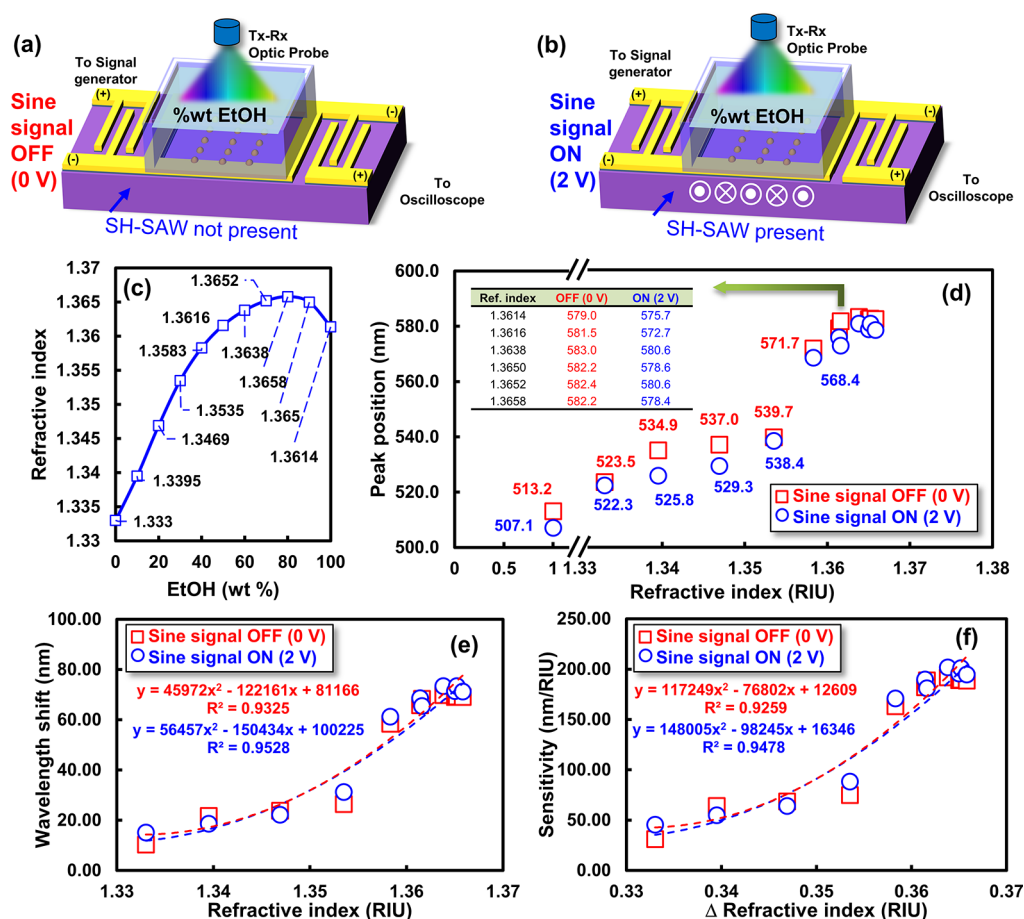 (a)
Tx-Rx
Optic Probe
To Signal
generator
Sine
signal
OFF
(0 V)
(+)
(-)
%wt EtOH
(-)
(+)
To
Oscilloscope
SH-SAW not present
(b)
Tx-Rx
Optic Probe
To Signal
generator
Sine
signal
ON
(2 V)
(+)
(-)
%wt EtOH
(-)
(+)
To
Oscilloscope
SH-SAW present
(c)
Refractive index
1.37
1.365
1.36
1.355
1.35
1.345
1.34
1.335
1.33
1.3652
1.3616
1.3583
1.3638
1.3535
1.3658
1.365
1.3469
1.3614
1.3395
1.333
0
20
40
60
80
100
EtOH (wt %)
(d)
Peak position (nm)
600.0
580.0
560.0
540.0
520.0
500.0
Ref. index OFF (0 V) ON (2 V)
1.3614 579.0 575.7
1.3616 581.5 572.7
1.3638 583.0 580.6
1.3650 582.2 578.6
1.3652 582.4 580.6
1.3658 582.2 578.4
571.7
568.4
534.9
537.0
539.7
523.5
513.2
538.4
529.3
525.8
522.3
507.1
Sine signal OFF (0 V)
Sine signal ON (2 V)
0
0.5
1
1.33
1.34
1.35
1.36
1.37
1.38
Refractive index (RIU)
(e)
Wavelength shift (nm)
100.00
80.00
60.00
40.00
20.00
0.00
Sine signal OFF (0 V)
Sine signal ON (2 V)
y = 45972x² - 122161x + 81166
R² = 0.9325
y = 56457x² - 150434x + 100225
R² = 0.9528
1.33
1.34
1.35
1.36
1.37
Refractive index (RIU)
(f)
Sensitivity (nm/RIU)
250.00
200.00
150.00
100.00
50.00
0.00
Sine signal OFF (0 V)
Sine signal ON (2 V)
y = 117249x² - 76802x + 12609
R² = 0.9259
y = 148005x² - 98245x + 16346
R² = 0.9478
0.33
0.34
0.35
0.36
0.37
Δ Refractive index (RIU)